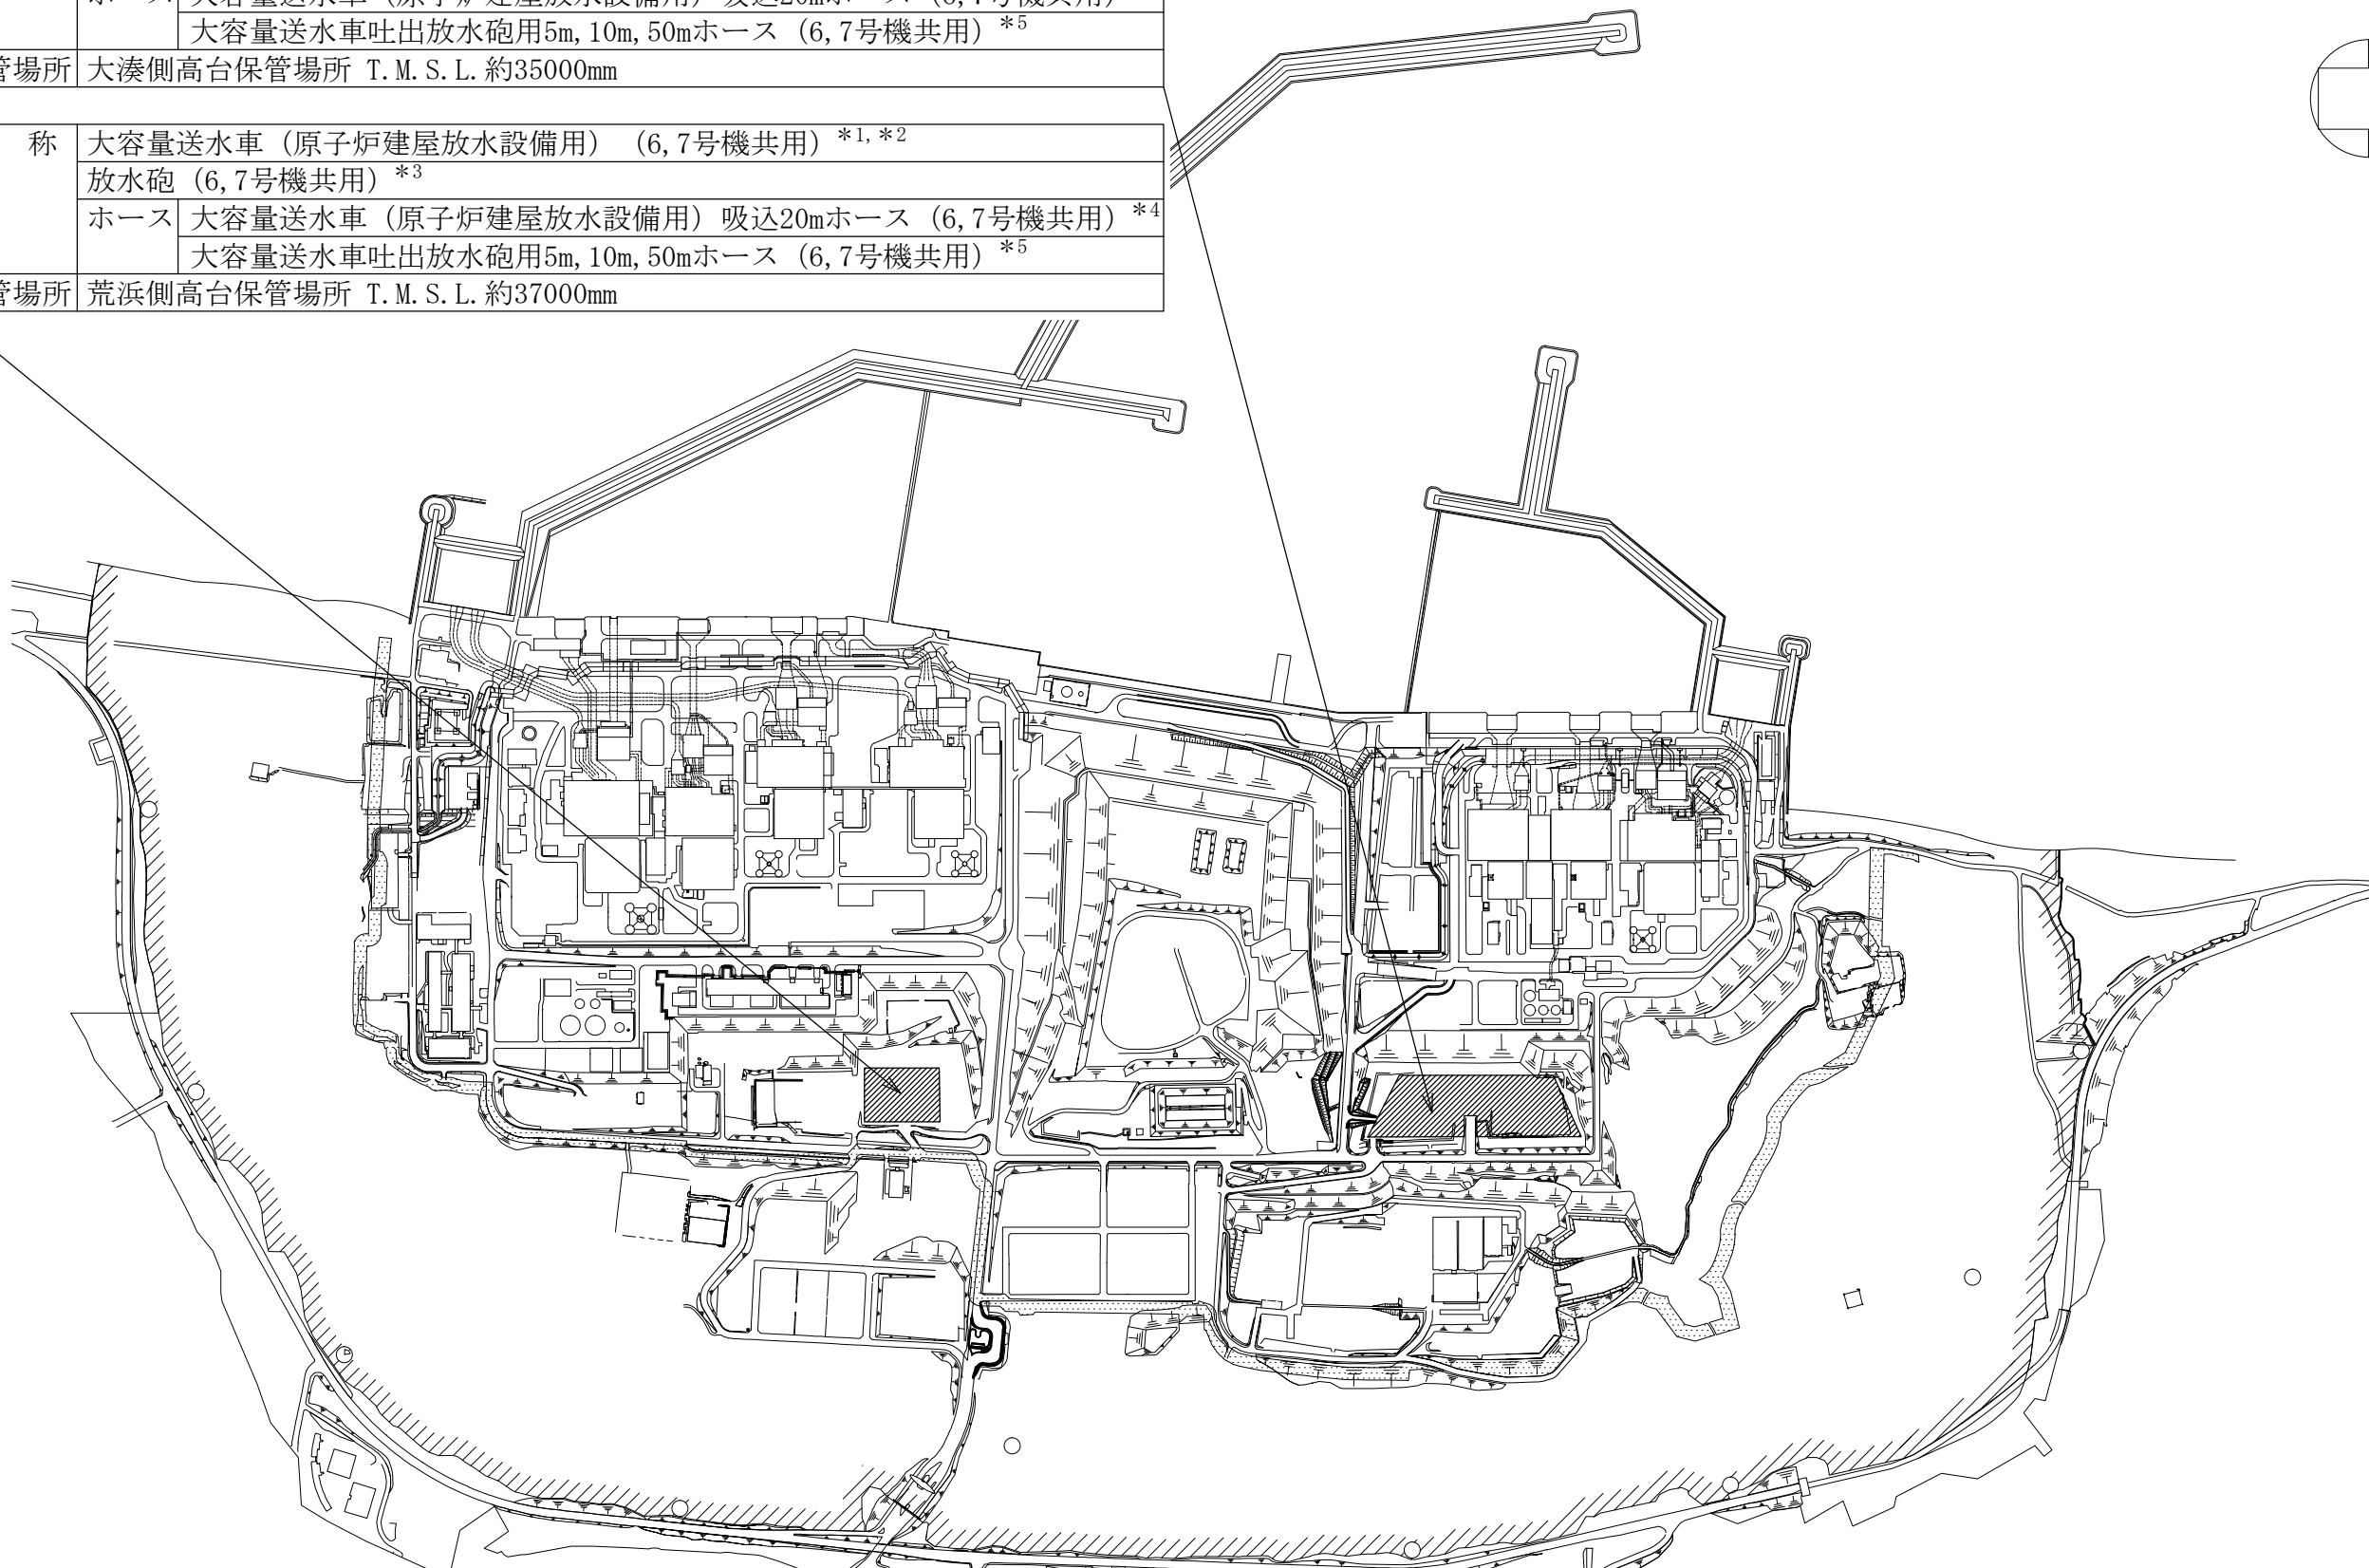 大容量送水車吐出放水砲用5m,10m,50mホース (6,7号機共用) *5
管場所 大湊側高台保管場所 T.M.S.L.約35000mm
称 大容量送水車(原子炉建屋放水設備用) (6,7号機共用) *1,*2
放水砲 (6,7号機共用) *3
ホース 大容量送水車(原子炉建屋放水設備用) 吸込20mホース (6,7号機共用) *4
大容量送水車吐出放水砲用5m,10m,50mホース (6,7号機共用) *5
管場所 荒浜側高台保管場所 T.M.S.L.約37000mm